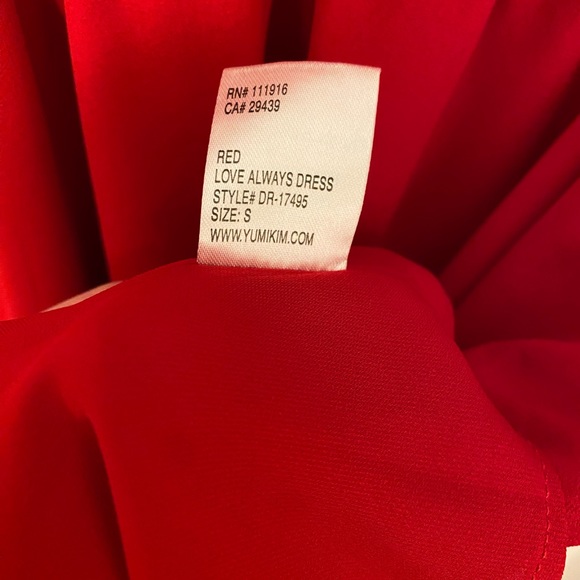 RN# 111916
CA# 29439
RED
LOVE ALWAYS DRESS
STYLE# DR-17495
SIZE: S
WWW.YUMIKIM.COM